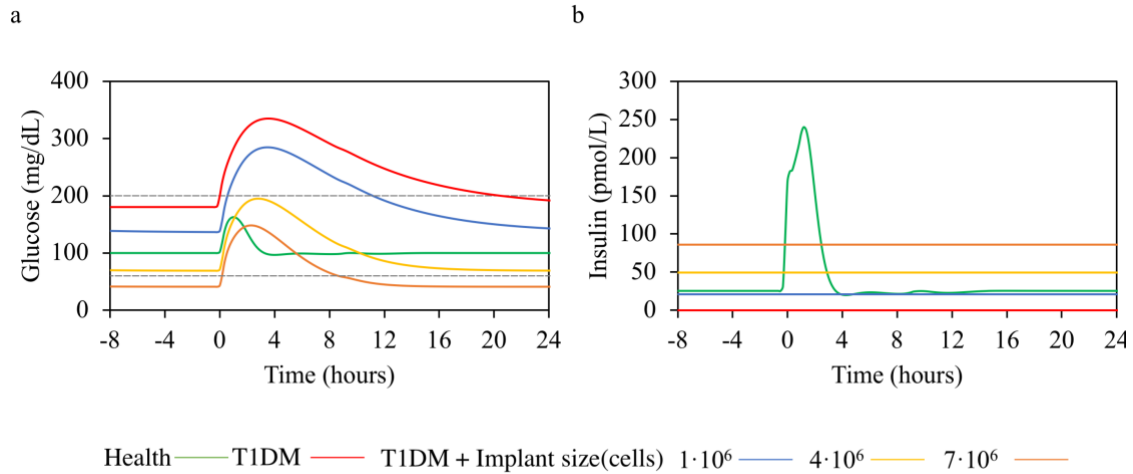 a
b
400
300
200
100
0
Glucose (mg/dL)
-8 -4 0 4 8 12 16 20 24
Time (hours)
300
250
200
150
100
50
0
Insulin (pmol/L)
-8 -4 0 4 8 12 16 20 24
Time (hours)
Health T1DM T1DM + Implant size(cells) 1·10⁶ 4·10⁶ 7·10⁶